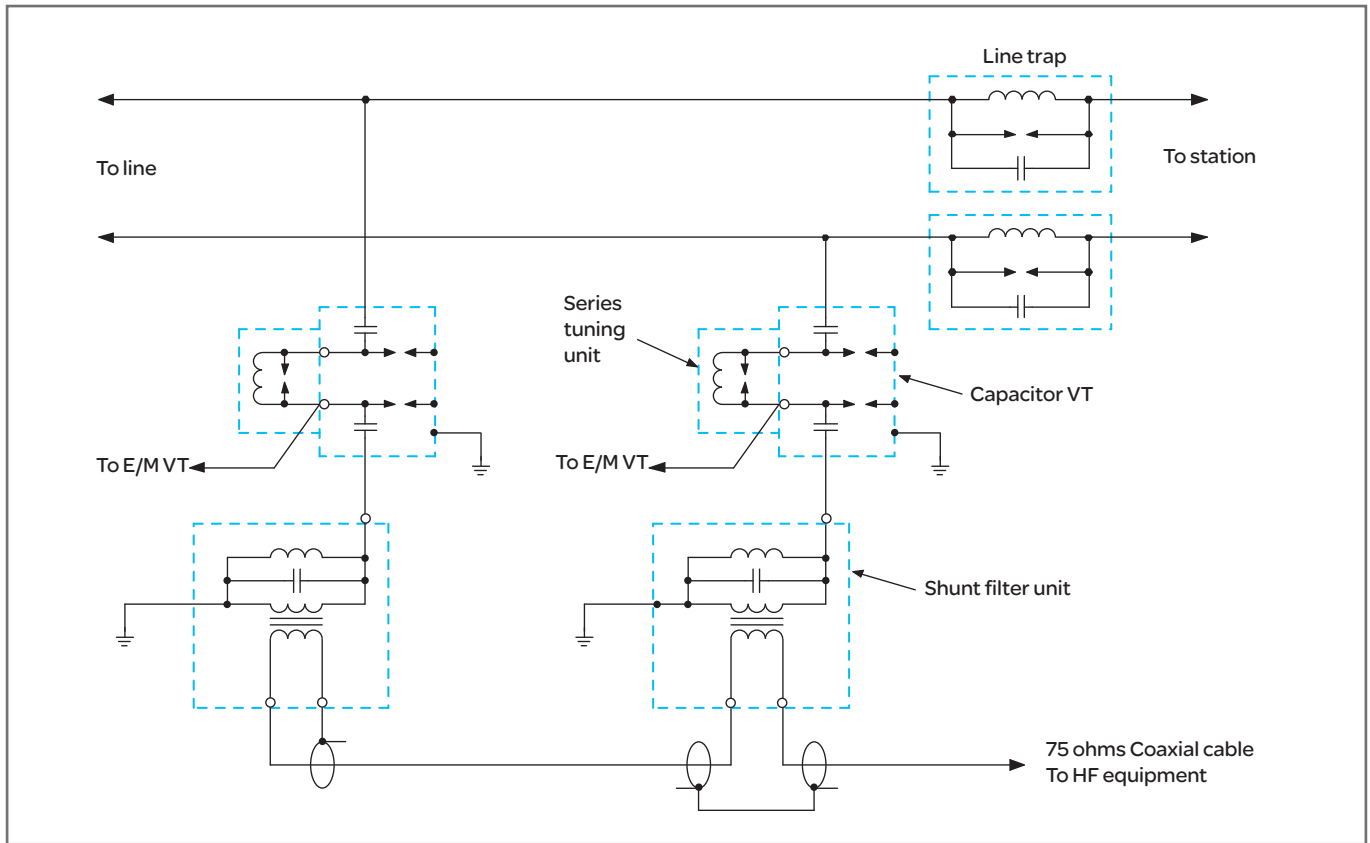 Line trap
To line
To station
Series
tuning
unit
Capacitor VT
To E/M VT
To E/M VT
Shunt filter unit
75 ohms Coaxial cable
To HF equipment